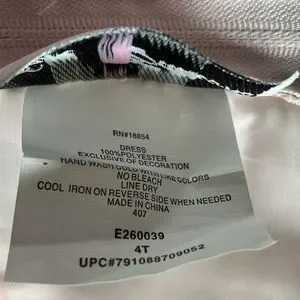 RN#18854
DRESS
100%POLYESTER
EXCLUSIVE OF DECORATION
HAND WASH COLD WITH LIKE COLORS
NO BLEACH
LINE DRY
COOL IRON ON REVERSE SIDE WHEN NEEDED
MADE IN CHINA
407
E260039
4T
UPC#791088709052